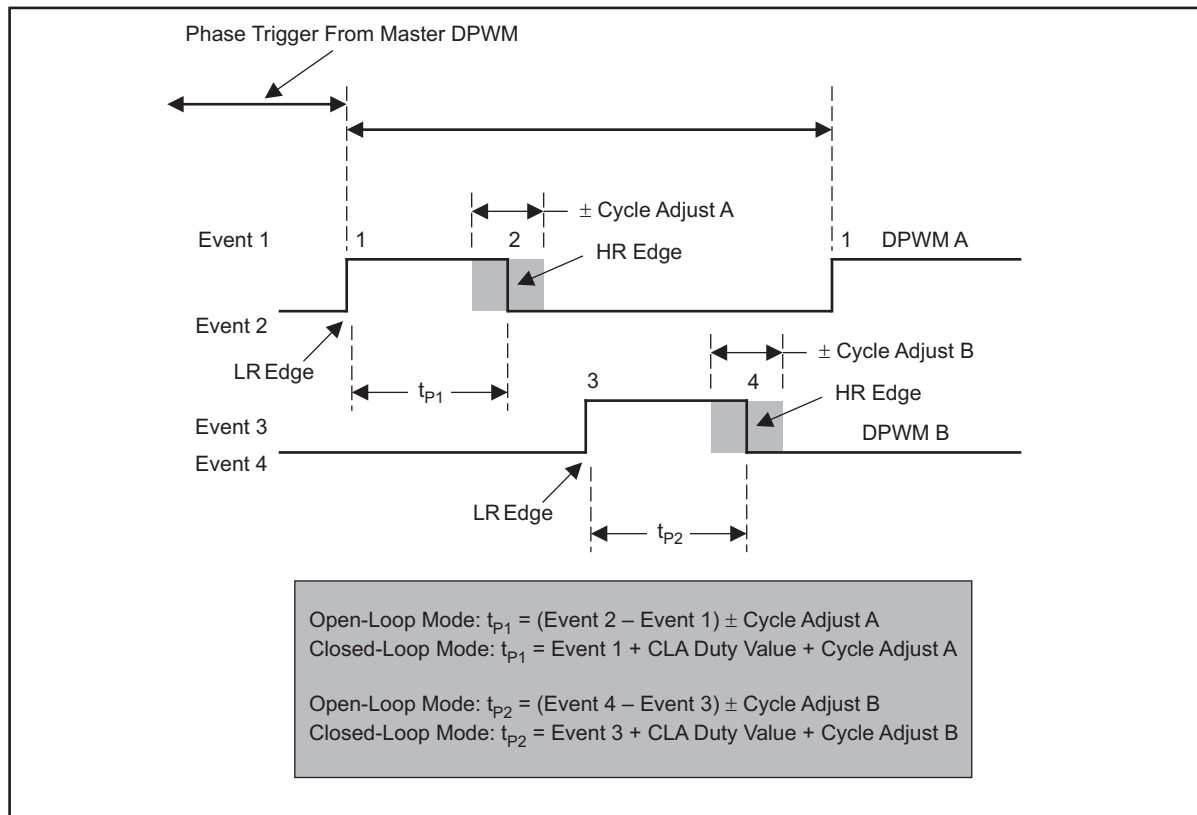 Phase Trigger From Master DPWM
± Cycle Adjust A
Event 1
1
2
1
DPWM A
HR Edge
Event 2
± Cycle Adjust B
LR Edge
tP1
3
4
HR Edge
Event 3
DPWM B
Event 4
LR Edge
tP2
Open-Loop Mode: tP1 = (Event 2 – Event 1) ± Cycle Adjust A
Closed-Loop Mode: tP1 = Event 1 + CLA Duty Value + Cycle Adjust A
Open-Loop Mode: tP2 = (Event 4 – Event 3) ± Cycle Adjust B
Closed-Loop Mode: tP2 = Event 3 + CLA Duty Value + Cycle Adjust B